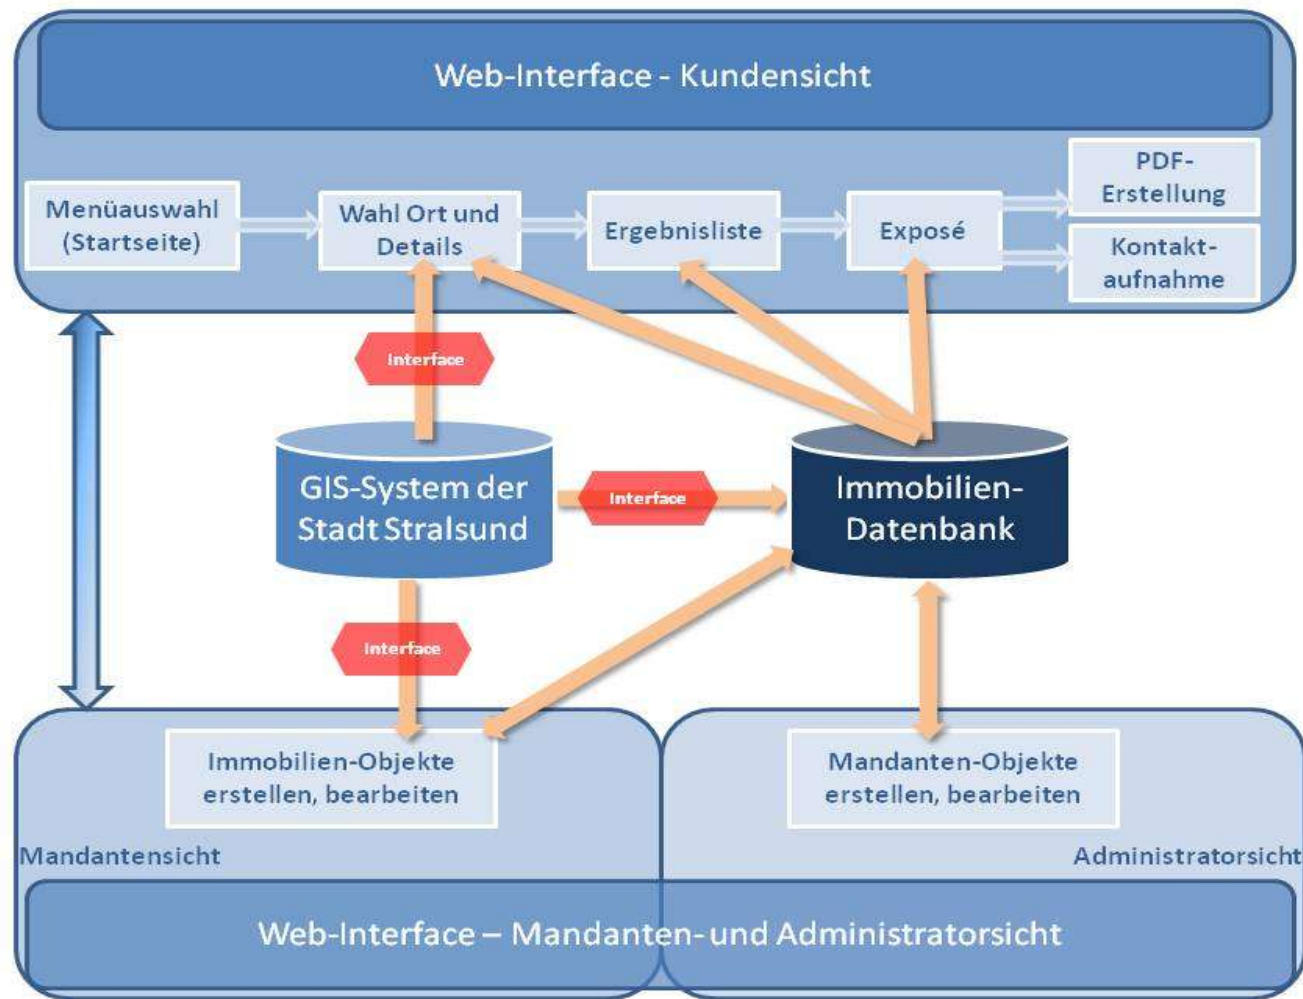 Web-Interface - Kundensicht
Menüauswahl
(Startseite)
Wahl Ort und
Details
Ergebnisliste
Exposé
PDF-
Erstellung
Kontakt-
aufnahme
Interface
GIS-System der
Stadt Stralsund
Interface
Immobilien-
Datenbank
Interface
Immobilien-Objekte
erstellen, bearbeiten
Mandanten-Objekte
erstellen, bearbeiten
Mandantensicht
Administratorsicht
Web-Interface – Mandanten- und Administratorsicht